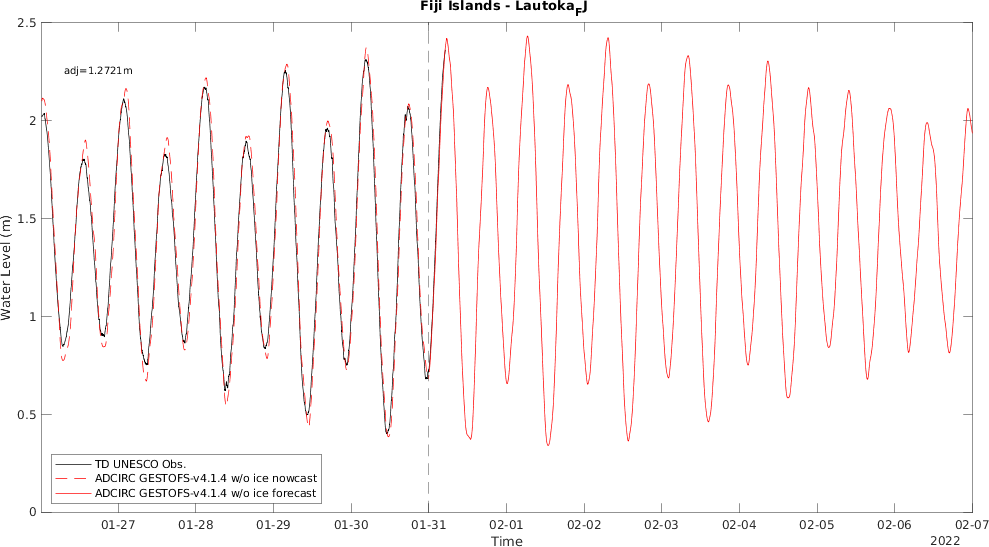 Fiji Islands - Lautoka_FJ
2.5
adj=1.2721m
2
1.5
Water Level (m)
1
0.5
TD UNESCO Obs.
ADCIRC GESTOFS-v4.1.4 w/o ice nowcast
ADCIRC GESTOFS-v4.1.4 w/o ice forecast
0
01-27 01-28 01-29 01-30 01-31 02-01 02-02 02-03 02-04 02-05 02-06 02-07
Time
2022